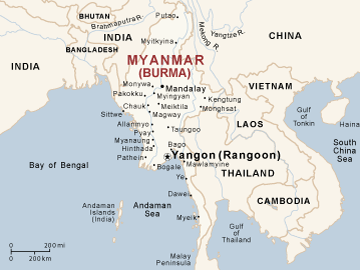 BHUTAN
Putao
Brahmaputra R.
INDIA
Mekong R.
Yangtze R.
CHINA
Myitkyina
BANGLADESH
MYANMAR
(BURMA)
INDIA
Monywa
Mandalay
Pakokku
Myingyan
VIETNAM
Kengtung
Chauk
Meiktila
Monghsat
Gulf
of
Tonkin
Sittwe
Magway
Hainan
Allanmyo
Taungoo
LAOS
Pyay
South
China
Sea
Myanaung
Bago
Hinthada
Yangon (Rangoon)
Pathein
Mawlamyine
Bay of Bengal
Bogale
THAILAND
Ye
Dawei
CAMBODIA
Andaman
Islands
(India)
Andaman
Sea
Myeik
Gulf
of
Thailand
0 200 mi
0 200 km
Malay
Peninsula